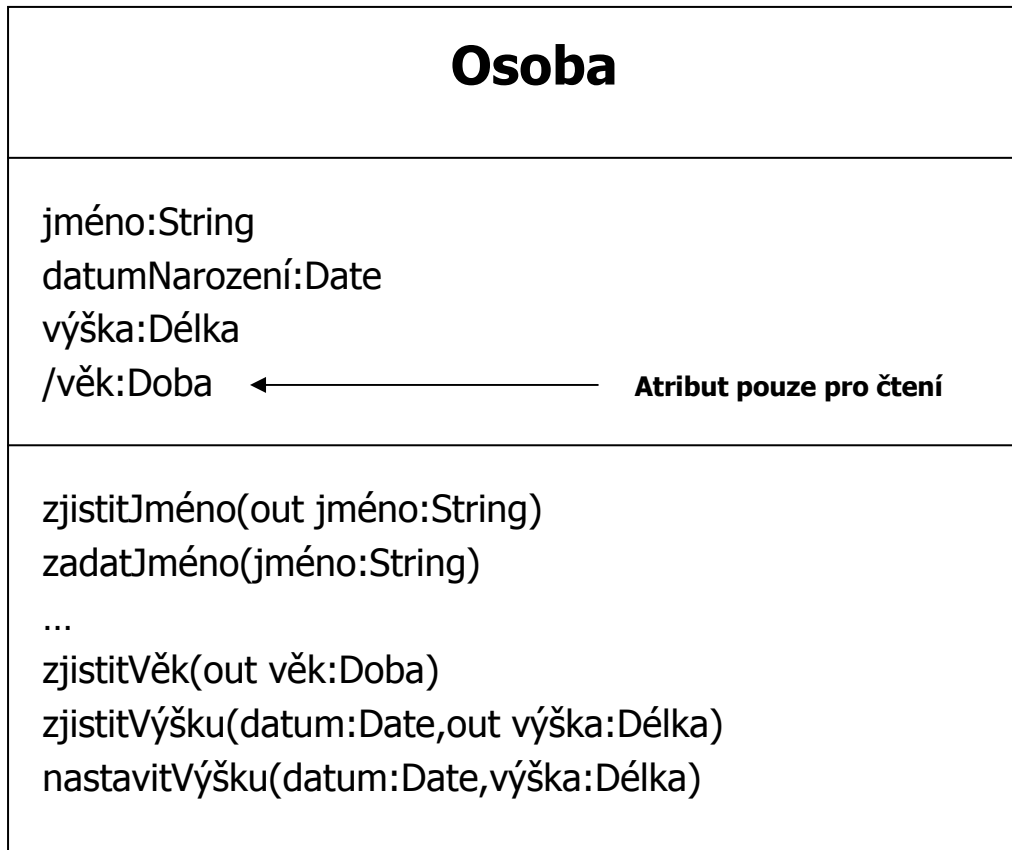 Osoba
jméno:String
datumNarození:Date
výška:Délka
/věk:Doba
Atribut pouze pro čtení
zjistitJméno(out jméno:String)
zadatJméno(jméno:String)
…
zjistitVěk(out věk:Doba)
zjistitVýšku(datum:Date,out výška:Délka)
nastavitVýšku(datum:Date,výška:Délka)